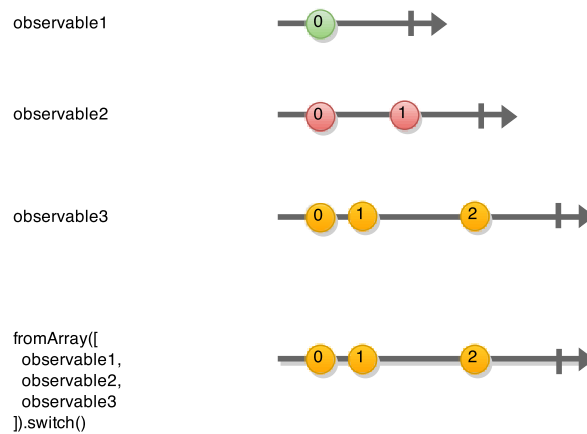 observable1
0
observable2
0 1
observable3
0 1 2
fromArray([
observable1,
observable2,
observable3
]).switch()
0 1 2